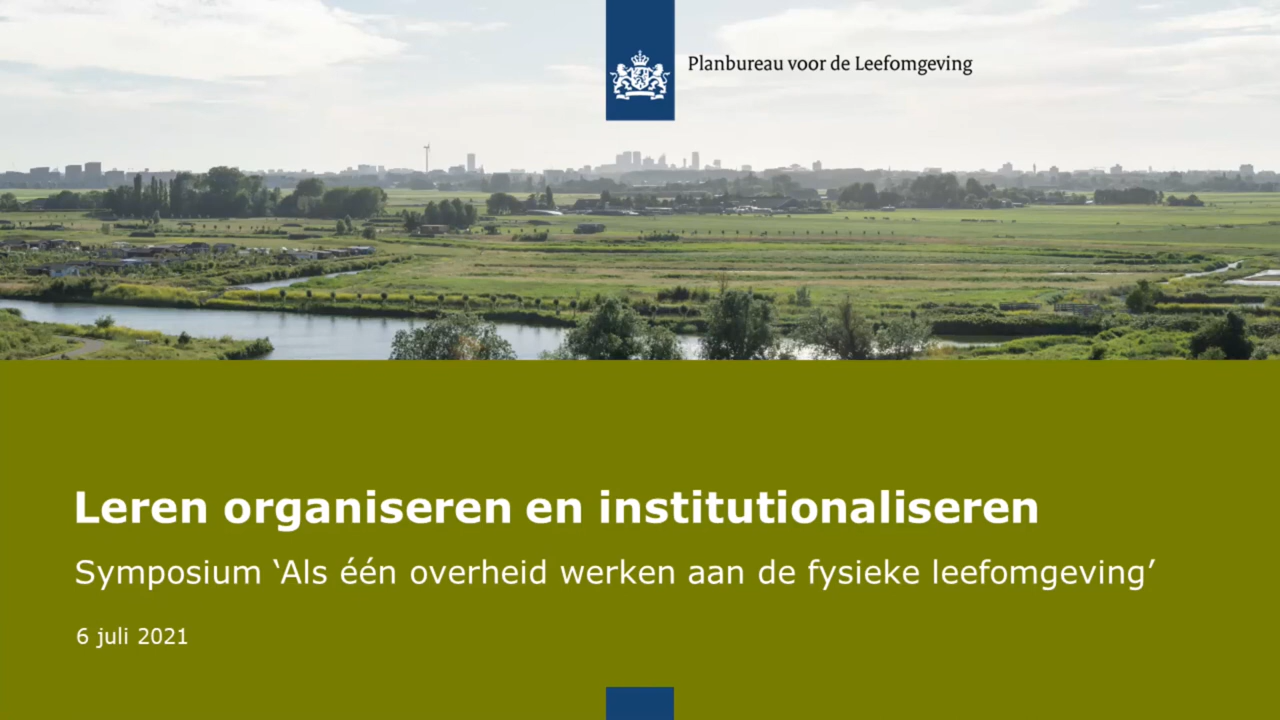 Planbureau voor de Leefomgeving
Leren organiseren en institutionaliseren
Symposium ‘Als één overheid werken aan de fysieke leefomgeving’
6 juli 2021